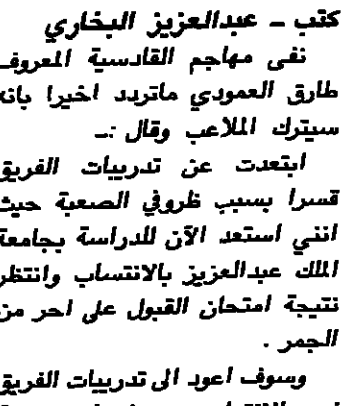 كتب ـ عبدالعزيز البخاري
نفى مهاجم القادسية المعروف
طارق العمودي ماتردد اخيرا بانه
سيترك الملاعب وقال :ـ
ابتعدت عن تدريبات الفريق
قسرا بسبب ظروفي الصعبة حيث
انني استعد الآن للدراسة بجامعة
الملك عبدالعزيز بالانتساب وانتظر
نتيجة امتحان القبول على احر من
الجمر .
وسوف اعود الى تدريبات الفريق